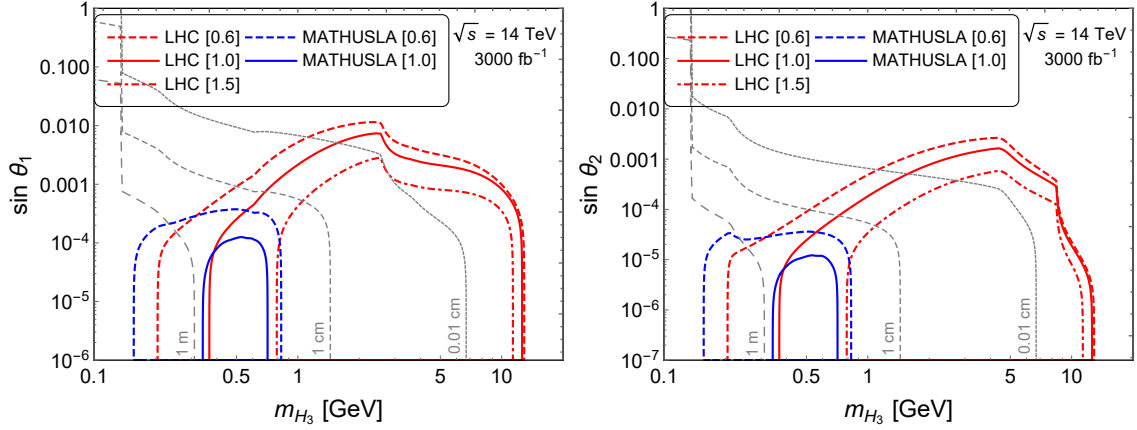 LHC [0.6] MATHUSLA [0.6] √s = 14 TeV
LHC [1.0] MATHUSLA [1.0] 3000 fb⁻¹
LHC [1.5]
sin θ₁
1
0.100
0.010
0.001
10⁻⁴
10⁻⁵
10⁻⁶
1 m
1 cm
0.01 cm
0.1 0.5 1 5 10
m_H₃ [GeV]
LHC [0.6] MATHUSLA [0.6] √s = 14 TeV
LHC [1.0] MATHUSLA [1.0] 3000 fb⁻¹
LHC [1.5]
sin θ₂
1
0.100
0.010
0.001
10⁻⁴
10⁻⁵
10⁻⁶
10⁻⁷
1 m
1 cm
0.01 cm
0.1 0.5 1 5 10
m_H₃ [GeV]